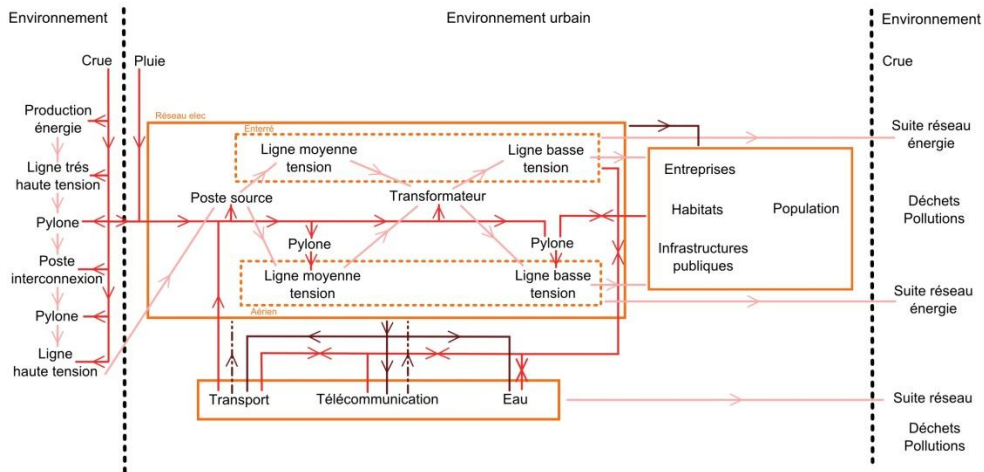 Environnement
Environnement urbain
Environnement
Crue
Pluie
Crue
Production
énergie
Ligne trés
haute tension
Pylone
Poste
interconnexion
Pylone
Ligne
haute tension
Réseau elec
Enterré
Ligne moyenne
tension
Ligne basse
tension
Poste source
Transformateur
Pylone
Pylone
Ligne moyenne
tension
Ligne basse
tension
Aérien
Entreprises
Habitats
Population
Infrastructures
publiques
Transport
Télécommunication
Eau
Suite réseau
énergie
Déchets
Pollutions
Suite réseau
énergie
Suite réseau
Déchets
Pollutions